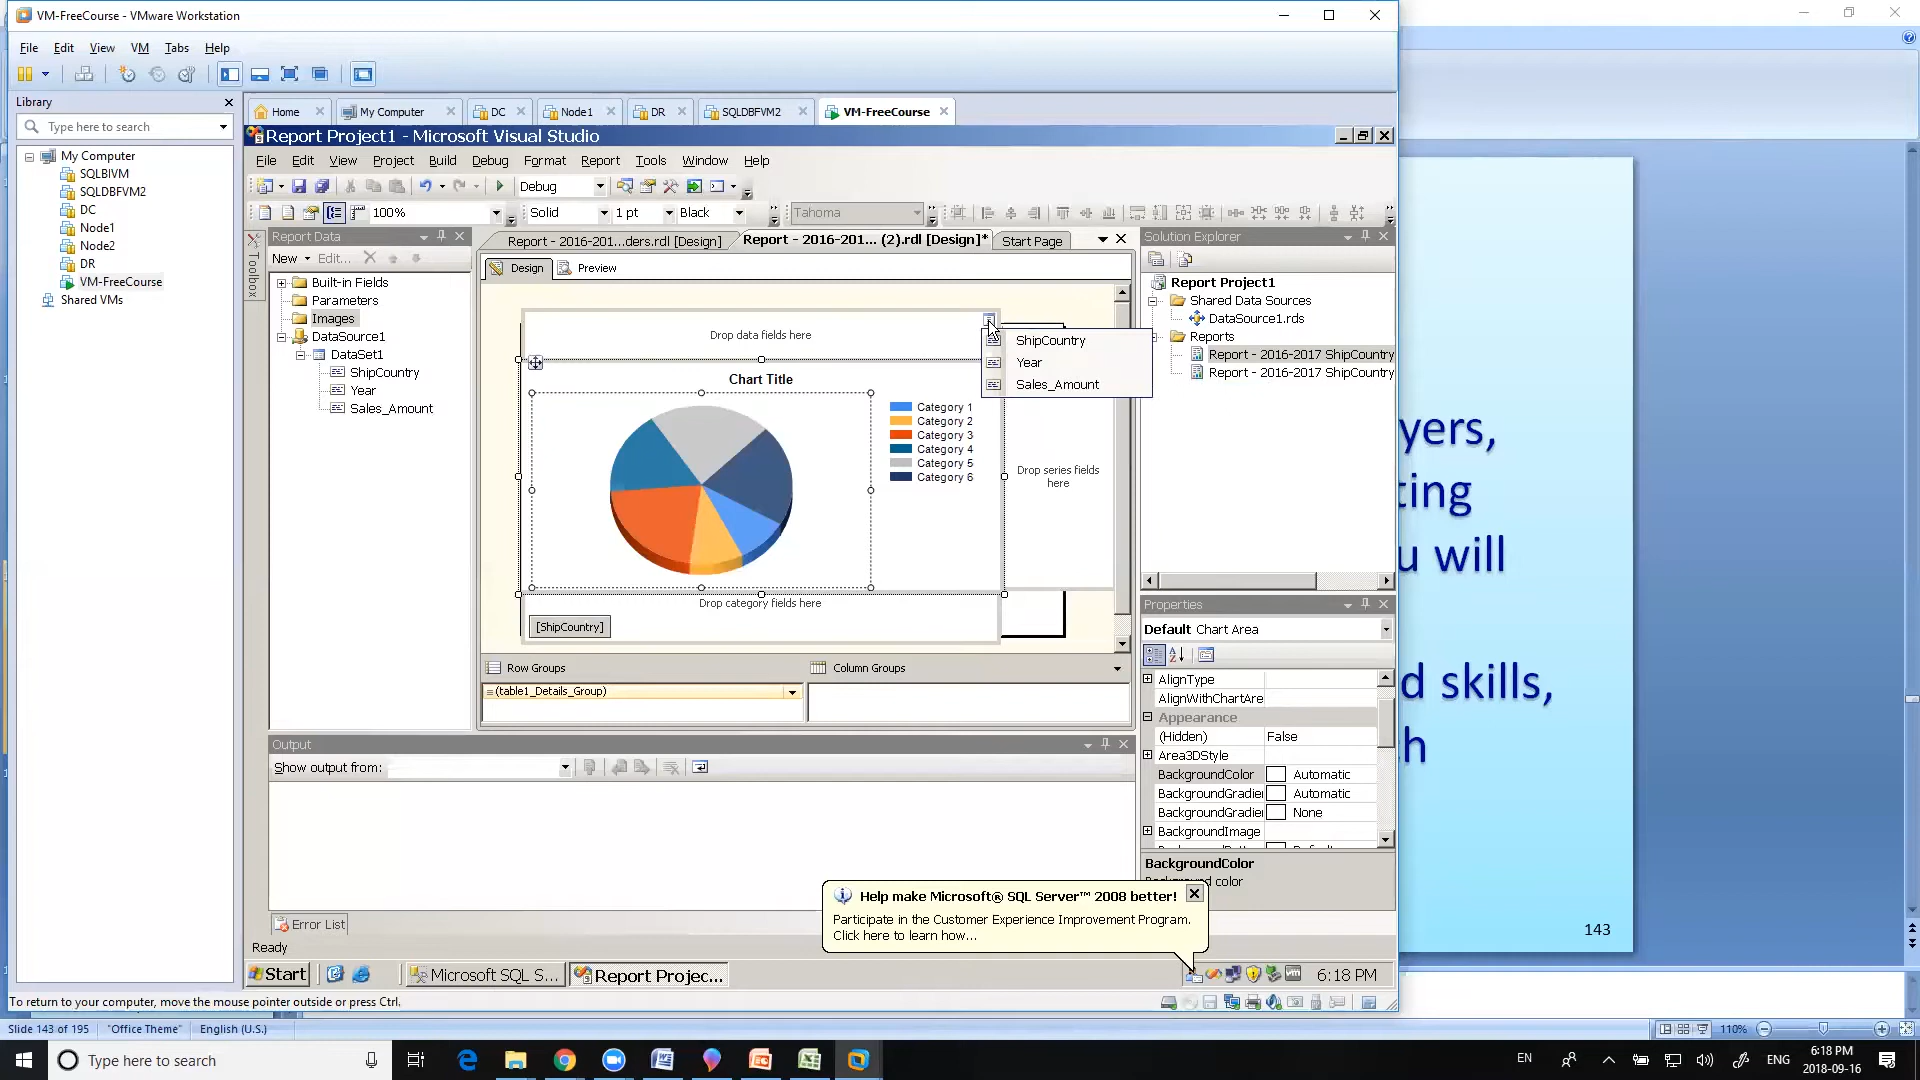 VM-FreeCourse - VMware Workstation
File Edit View VM Tabs Help
Library
Type here to search
My Computer
SQLBIVM
SQLDBFVM2
DC
Node1
Node2
DR
VM-FreeCourse
Shared VMs
Home My Computer DC Node1 DR SQLDBFVM2 VM-FreeCourse
Report Project1 - Microsoft Visual Studio
File Edit View Project Build Debug Format Report Tools Window Help
Debug
100% Solid 1 pt Black Tahoma
Toolbox
Report Data
New Edit...
Built-in Fields
Parameters
Images
DataSource1
DataSet1
ShipCountry
Year
Sales_Amount
Report - 2016-201...ders.rdl [Design] Report - 2016-201... (2).rdl [Design]* Start Page
Design Preview
Drop data fields here
ShipCountry
Year
Sales_Amount
Chart Title
Category 1
Category 2
Category 3
Category 4
Category 5
Category 6
Drop series fields
here
Drop category fields here
[ShipCountry]
Row Groups Column Groups
(table1_Details_Group)
Solution Explorer
Report Project1
Shared Data Sources
DataSource1.rds
Reports
Report - 2016-2017 ShipCountry
Report - 2016-2017 ShipCountry
Properties
Default Chart Area
AlignType
AlignWithChartAre
Appearance
(Hidden) False
Area3DStyle
BackgroundColor Automatic
BackgroundGradie Automatic
BackgroundGradie None
BackgroundImage
BackgroundColor
Background color
Output
Show output from:
Error List
Ready
Help make Microsoft® SQL Server™ 2008 better!
Participate in the Customer Experience Improvement Program.
Click here to learn how...
Start Microsoft SQL S... Report Projec... 6:18 PM
To return to your computer, move the mouse pointer outside or press Ctrl.
yers,
ting
u will
d skills,
h
143
Slide 143 of 195 "Office Theme" English (U.S.) 110%
Type here to search
EN ENG 6:18 PM
2018-09-16